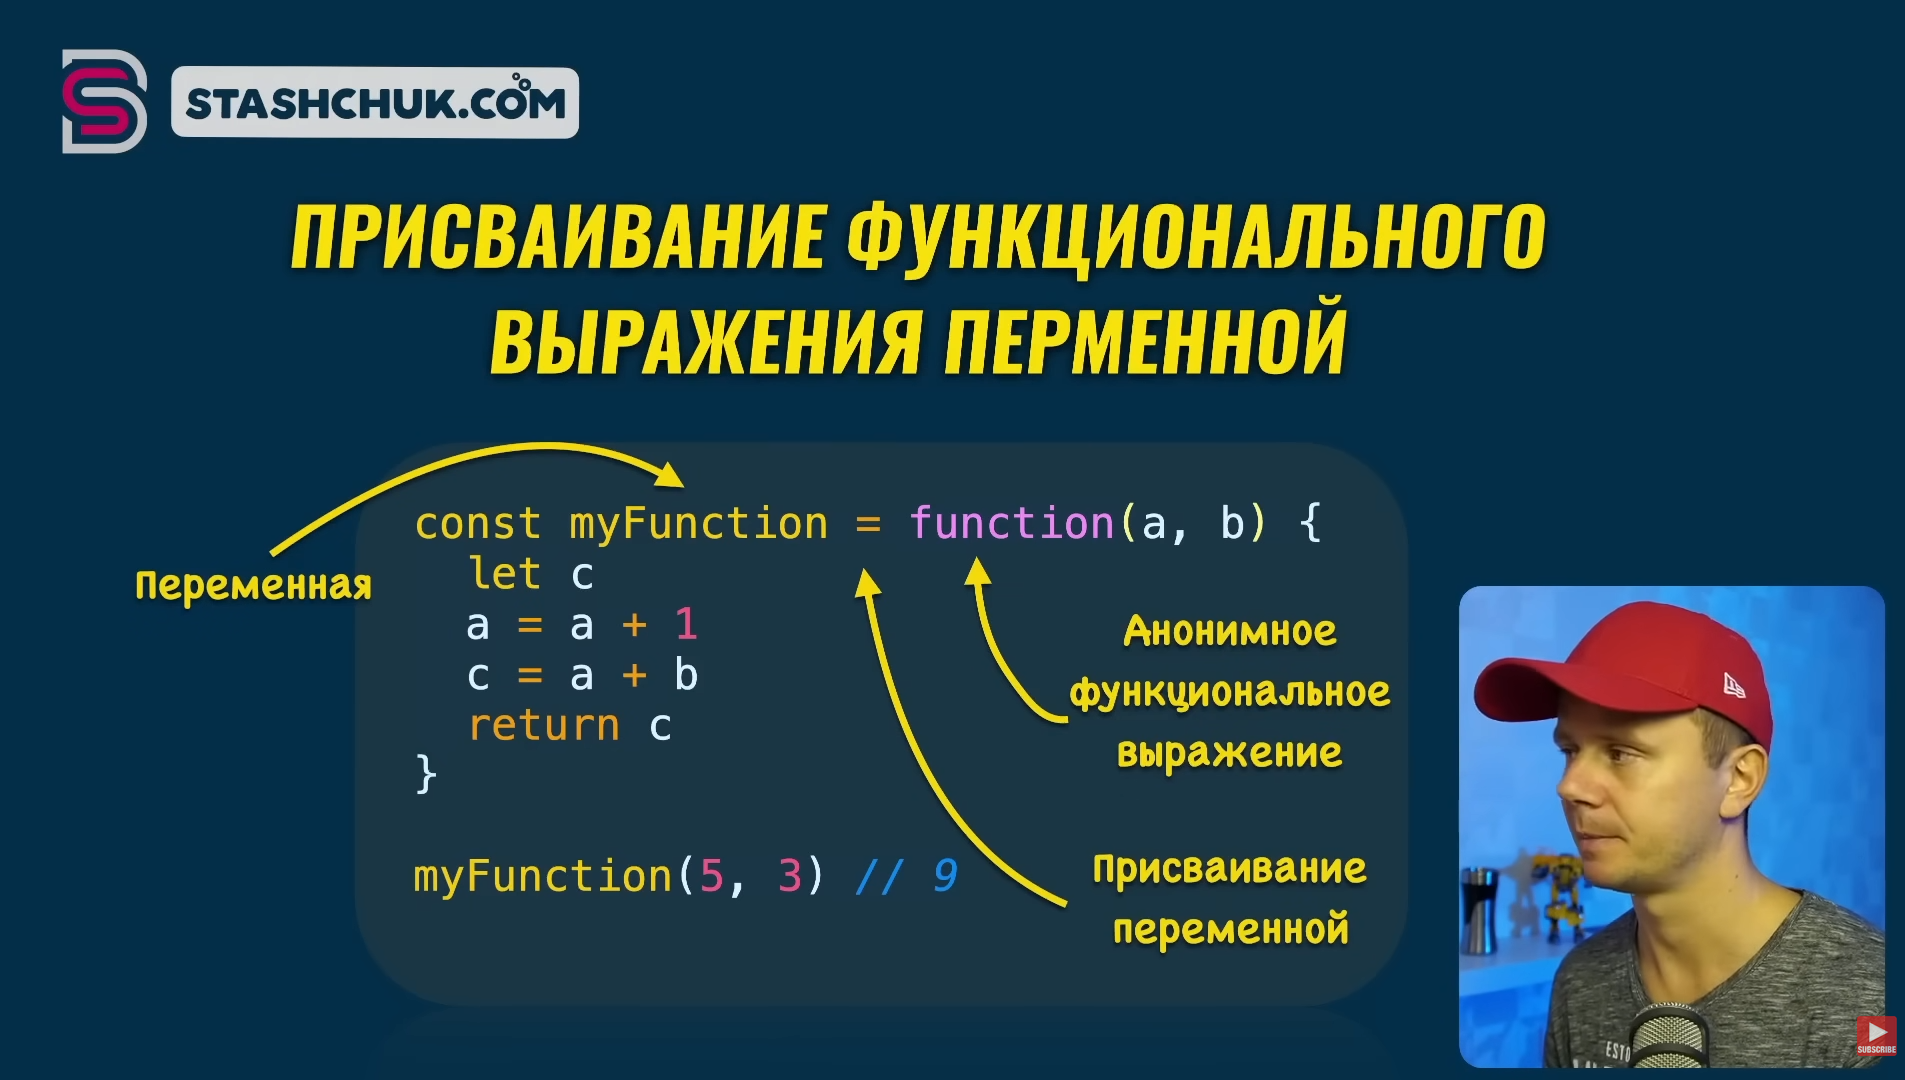 STASHCHUK.COM
ПРИСВАИВАНИЕ ФУНКЦИОНАЛЬНОГО
ВЫРАЖЕНИЯ ПЕРМЕННОЙ
Переменная
const myFunction = function(a, b) {
let c
a = a + 1
c = a + b
return c
}
myFunction(5, 3) // 9
Анонимное
функциональное
выражение
Присваивание
переменной
SUBSCRIBE